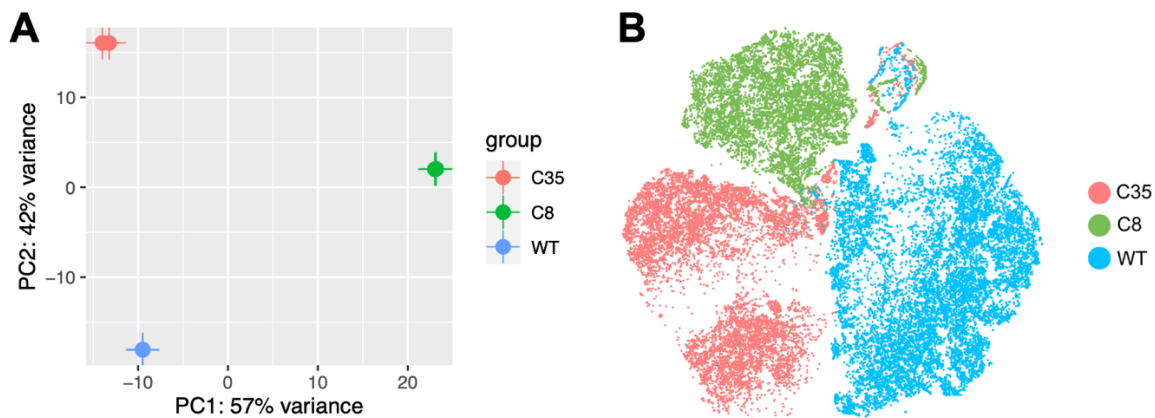 A
10
0
−10
PC2: 42% variance
−10
0
10
20
PC1: 57% variance
group
C35
C8
WT
B
C35
C8
WT